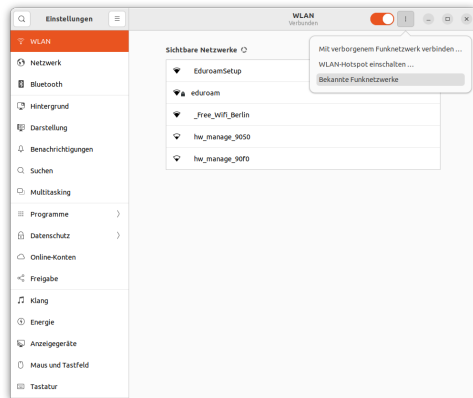 Einstellungen
WLAN
Verbunden
WLAN
Netzwerk
Bluetooth
Hintergrund
Darstellung
Benachrichtigungen
Suchen
Multitasking
Programme
Datenschutz
Online-Konten
Freigabe
Klang
Energie
Anzeigegeräte
Maus und Tastfeld
Tastatur
Sichtbare Netzwerke
EduroamSetup
eduroam
_Free_Wifi_Berlin
hw_manage_9050
hw_manage_90f0
Mit verborgenem Funknetzwerk verbinden …
WLAN-Hotspot einschalten …
Bekannte Funknetzwerke